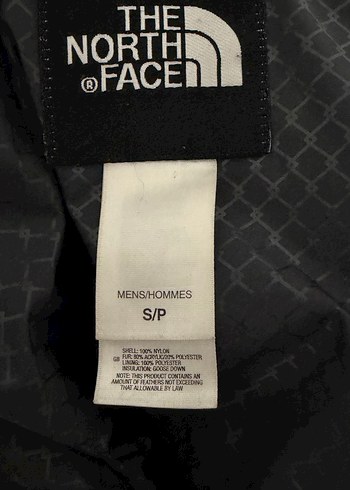 THE
NORTH
® FACE
MENS/HOMMES
S/P
GB
SHELL: 100% NYLON
FUR: 80% ACRYLIC/20% POLYESTER
LINING: 100% POLYESTER
INSULATION: GOOSE DOWN
NOTE: THIS PRODUCT CONTAINS AN
AMOUNT OF FEATHERS NOT EXCEEDING
THAT ALLOWABLE BY LAW